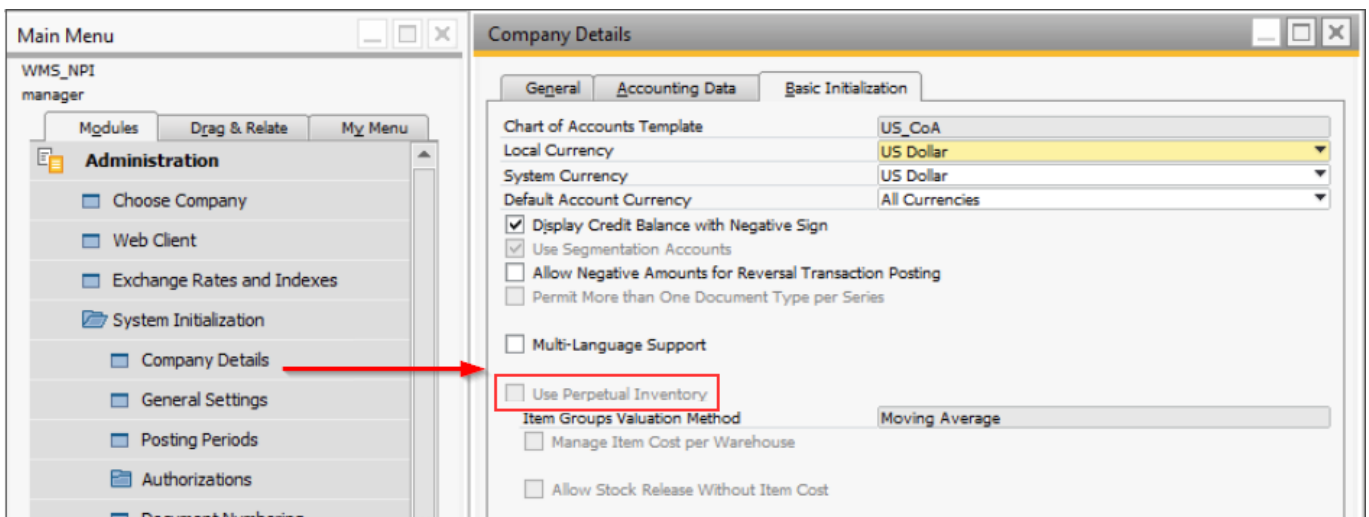 Main Menu
WMS_NPI
manager
Modules Drag & Relate My Menu
Administration
Choose Company
Web Client
Exchange Rates and Indexes
System Initialization
Company Details
General Settings
Posting Periods
Authorizations
Document Numbering
Company Details
General Accounting Data Basic Initialization
Chart of Accounts Template US_CoA
Local Currency US Dollar
System Currency US Dollar
Default Account Currency All Currencies
Display Credit Balance with Negative Sign
Use Segmentation Accounts
Allow Negative Amounts for Reversal Transaction Posting
Permit More than One Document Type per Series
Multi-Language Support
Use Perpetual Inventory
Item Groups Valuation Method Moving Average
Manage Item Cost per Warehouse
Allow Stock Release Without Item Cost